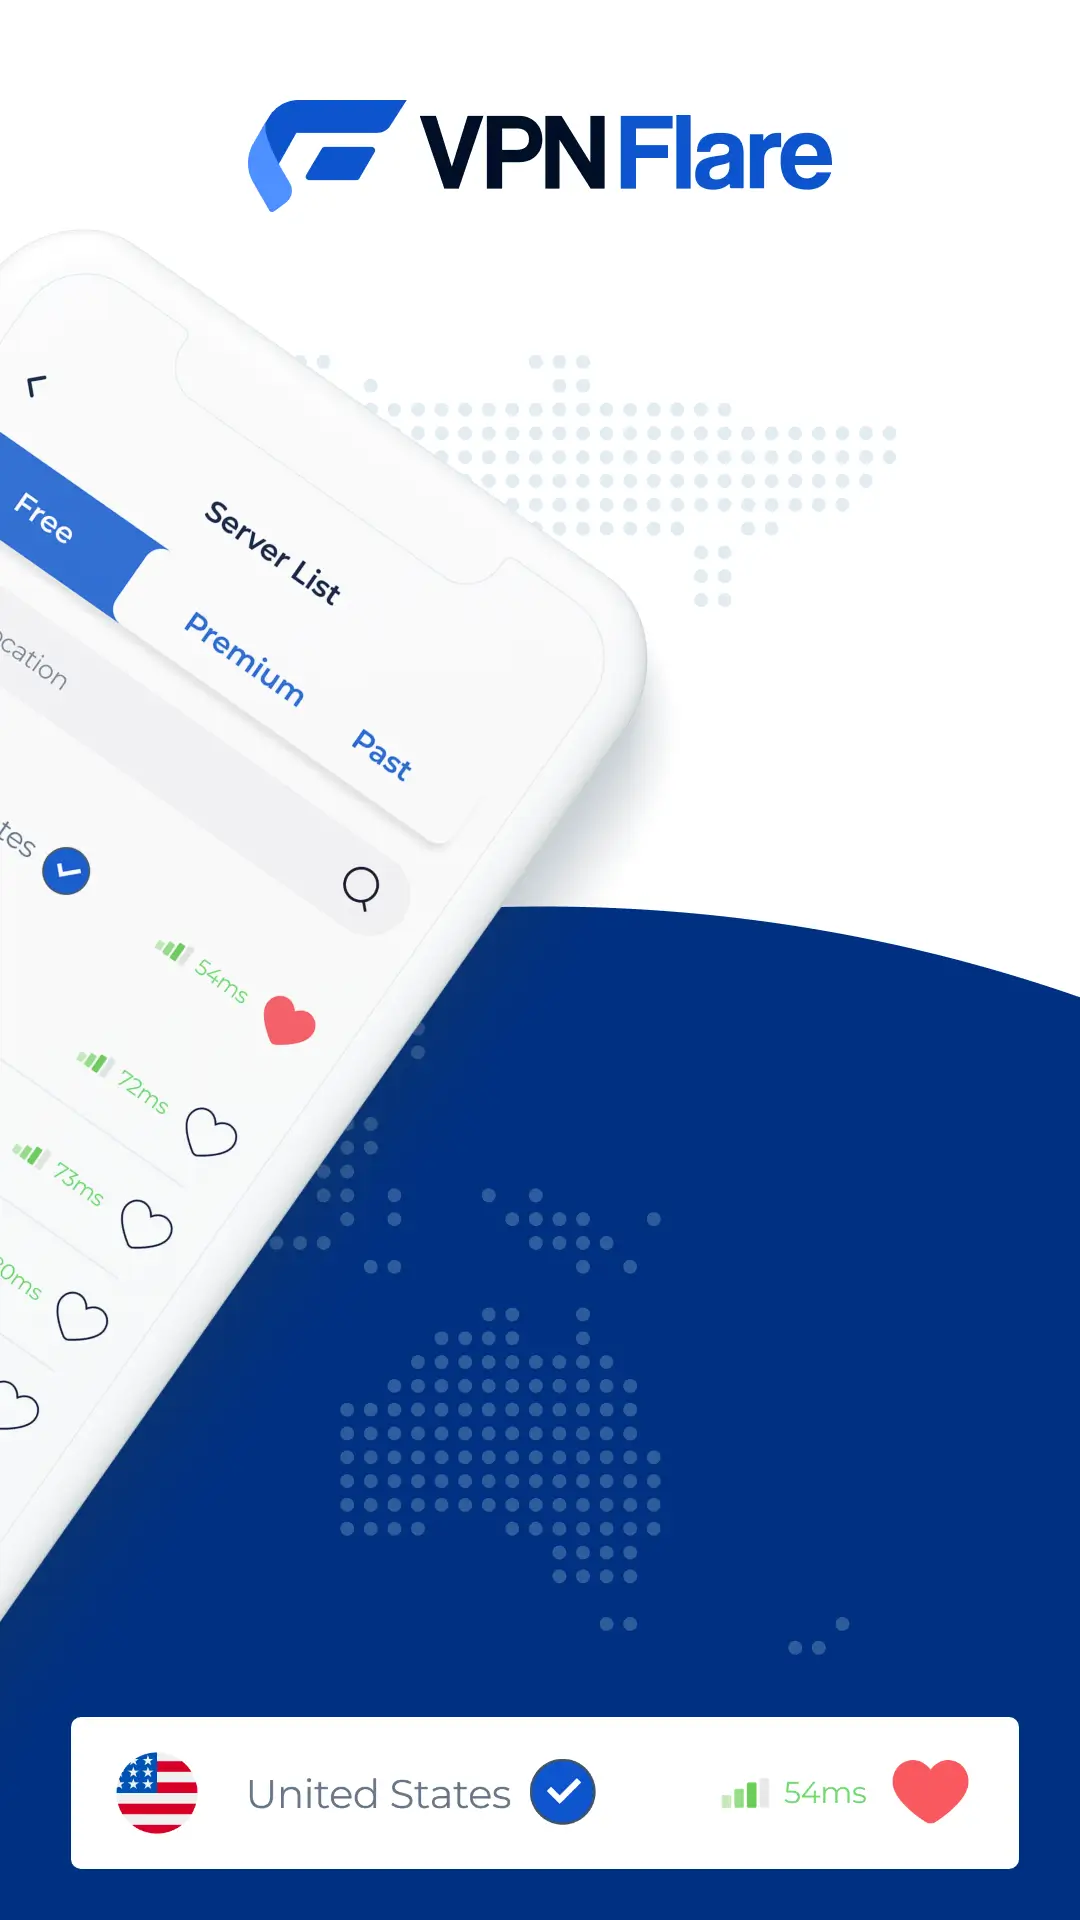 VPNFlare
Server List
Free
Premium
Past
54ms
72ms
73ms
United States
54ms